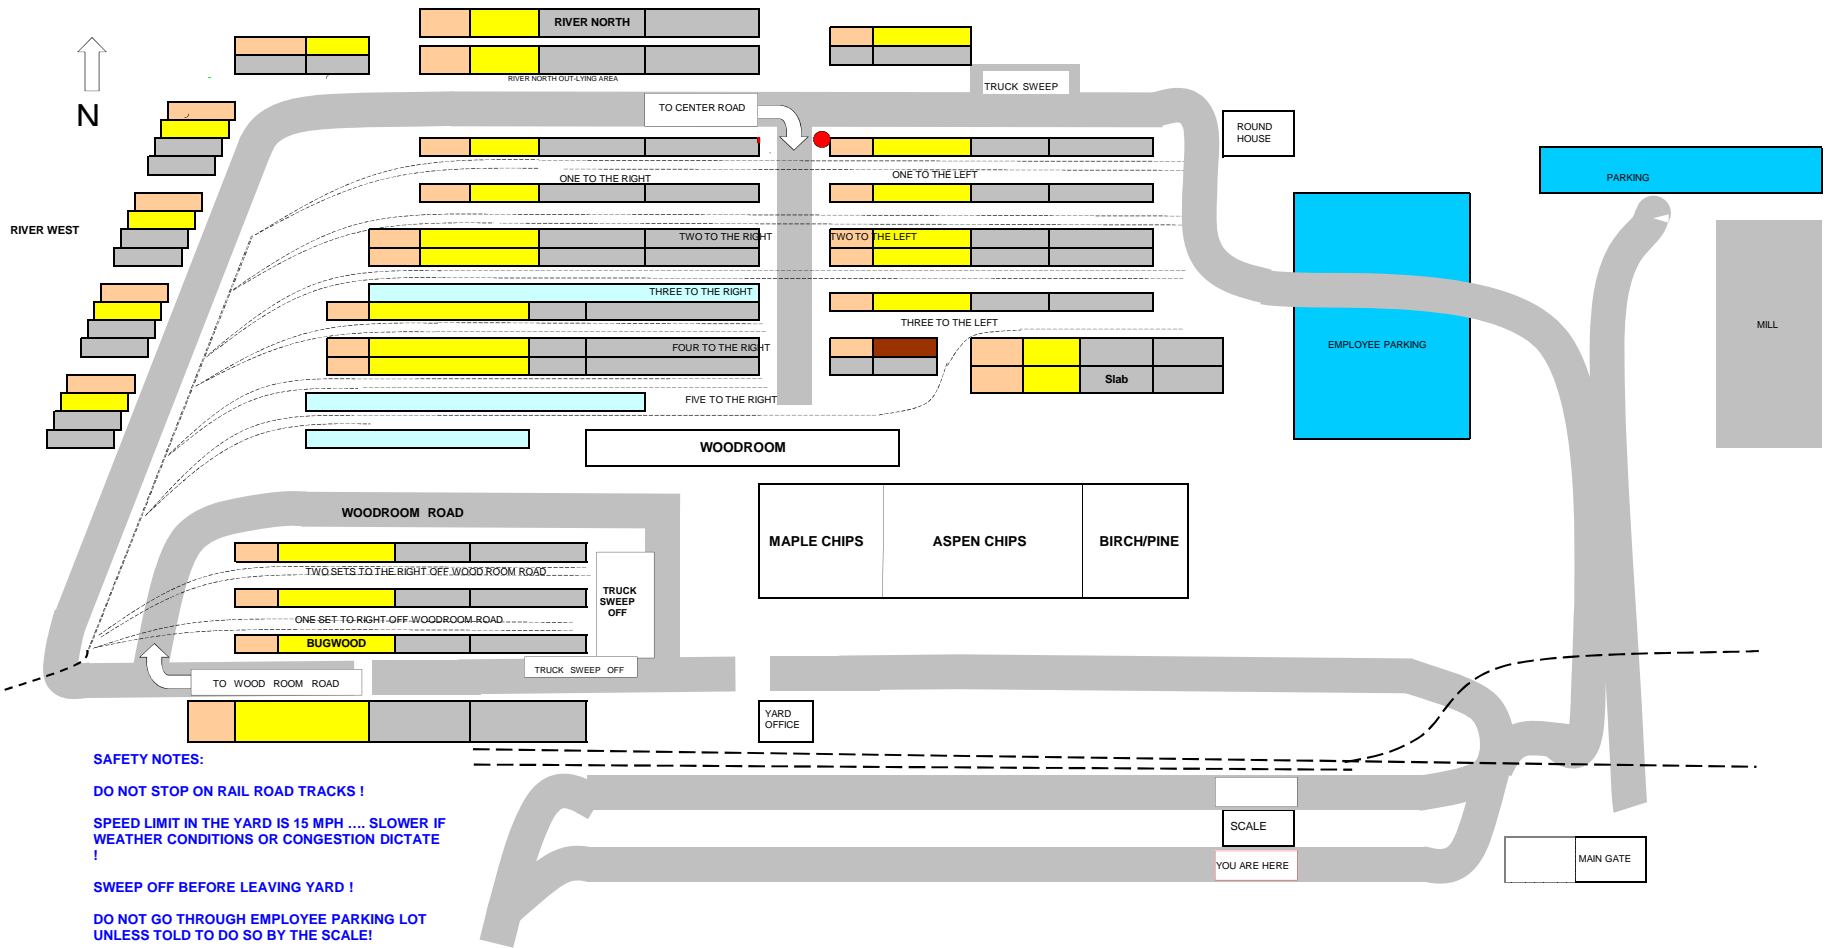 RIVER NORTH
RIVER NORTH OUT-LYING AREA
TRUCK SWEEP
TO CENTER ROAD
N
ROUND
HOUSE
ONE TO THE RIGHT
ONE TO THE LEFT
PARKING
RIVER WEST
TWO TO THE RIGHT
TWO TO THE LEFT
THREE TO THE RIGHT
THREE TO THE LEFT
MILL
FOUR TO THE RIGHT
EMPLOYEE PARKING
Slab
FIVE TO THE RIGHT
WOODROOM
WOODROOM ROAD
MAPLE CHIPS
ASPEN CHIPS
BIRCH/PINE
TWO SETS TO THE RIGHT OFF WOOD ROOM ROAD
TRUCK
SWEEP
OFF
ONE SET TO RIGHT OFF WOODROOM ROAD
BUGWOOD
TRUCK SWEEP OFF
TO WOOD ROOM ROAD
YARD
OFFICE
SAFETY NOTES:
DO NOT STOP ON RAIL ROAD TRACKS !
SPEED LIMIT IN THE YARD IS 15 MPH .... SLOWER IF
WEATHER CONDITIONS OR CONGESTION DICTATE
!
SWEEP OFF BEFORE LEAVING YARD !
DO NOT GO THROUGH EMPLOYEE PARKING LOT
UNLESS TOLD TO DO SO BY THE SCALE!
SCALE
YOU ARE HERE
MAIN GATE